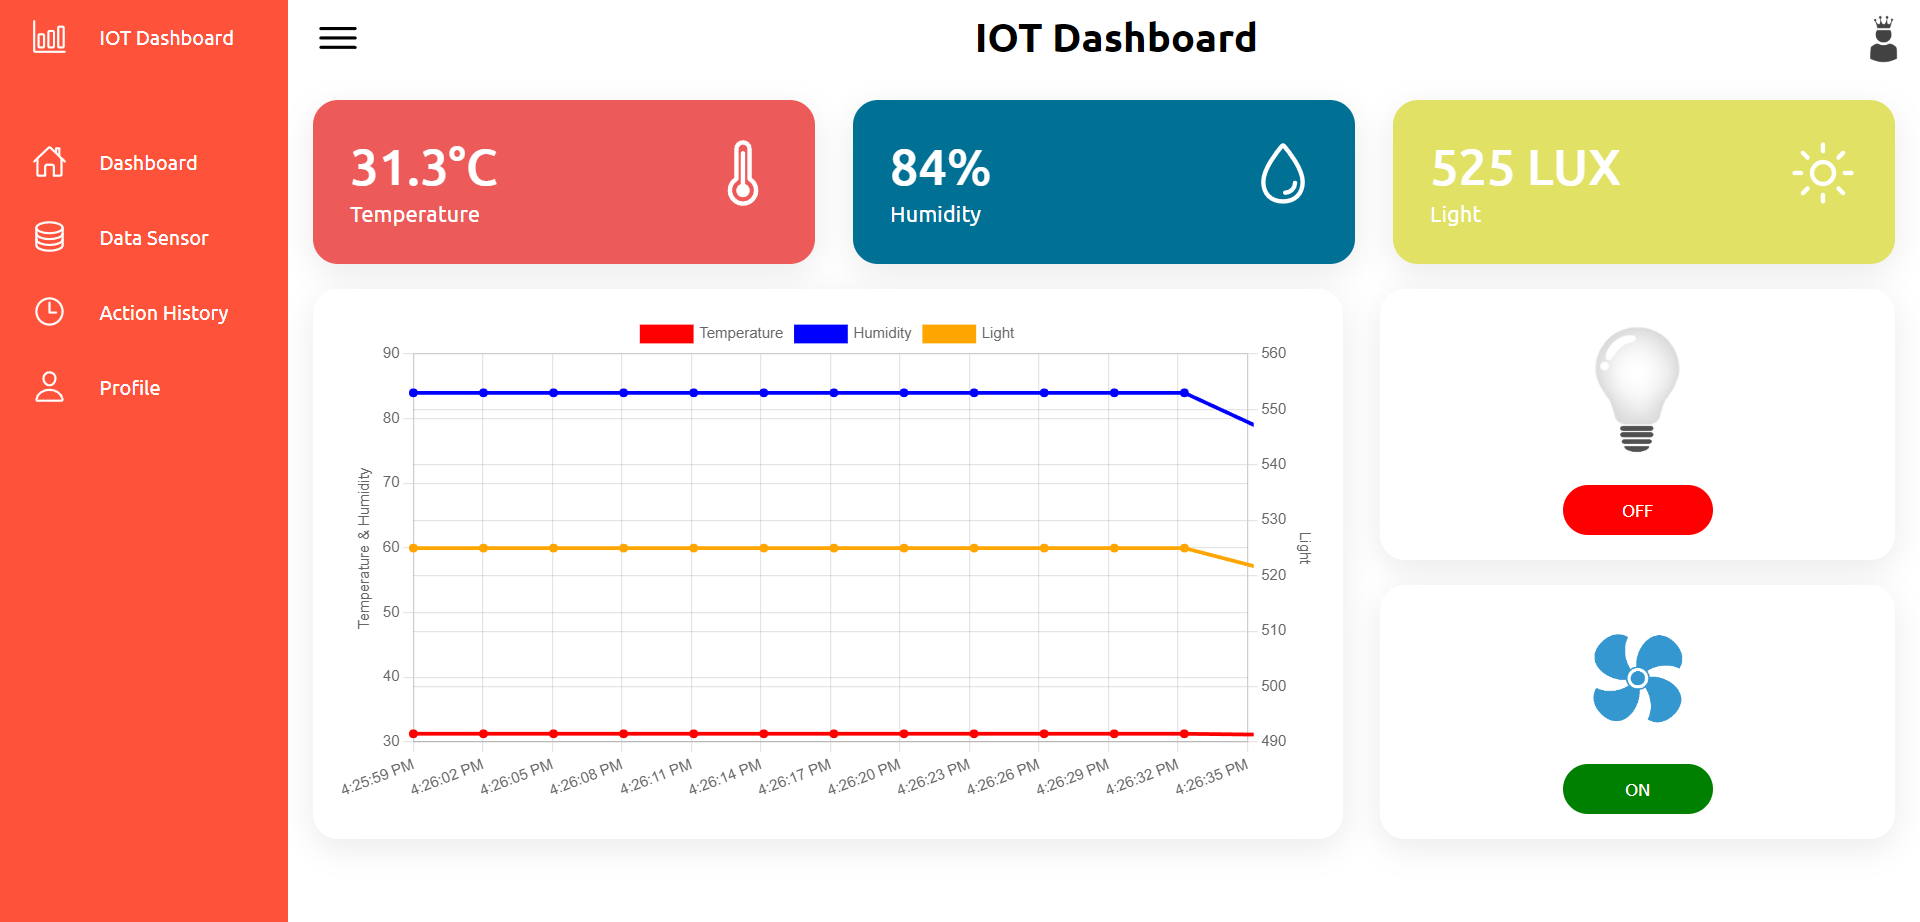 IOT Dashboard
Dashboard
Data Sensor
Action History
Profile
IOT Dashboard
31.3°C
Temperature
84%
Humidity
525 LUX
Light
Temperature Humidity Light
90
80
70
60
50
40
30
Temperature & Humidity
560
550
540
530
520
510
500
490
Light
4:25:59 PM
4:26:02 PM
4:26:05 PM
4:26:08 PM
4:26:11 PM
4:26:14 PM
4:26:17 PM
4:26:20 PM
4:26:23 PM
4:26:26 PM
4:26:29 PM
4:26:32 PM
4:26:35 PM
OFF
ON